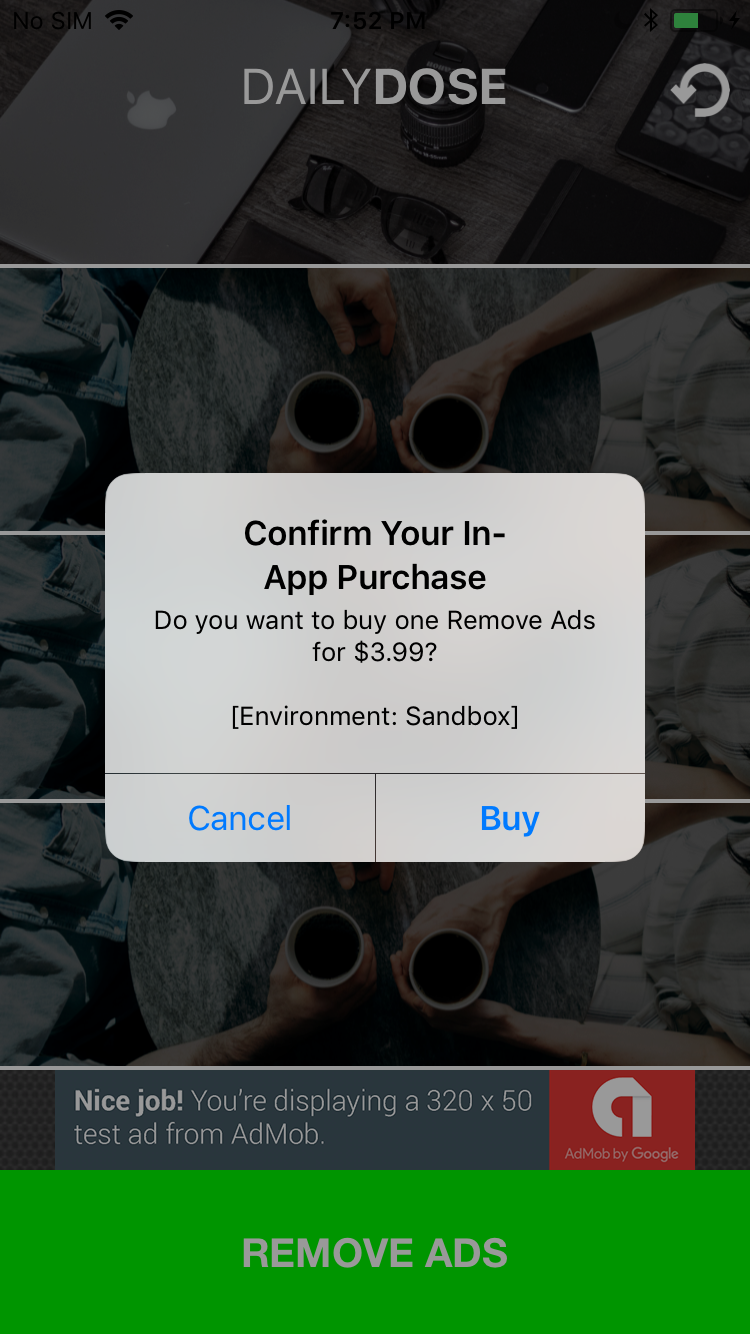 No SIM 7:52 PM
DAILYDOSE
Confirm Your In-
App Purchase
Do you want to buy one Remove Ads
for $3.99?
[Environment: Sandbox]
Cancel Buy
Nice job! You're displaying a 320 x 50
test ad from AdMob.
AdMob by Google
REMOVE ADS